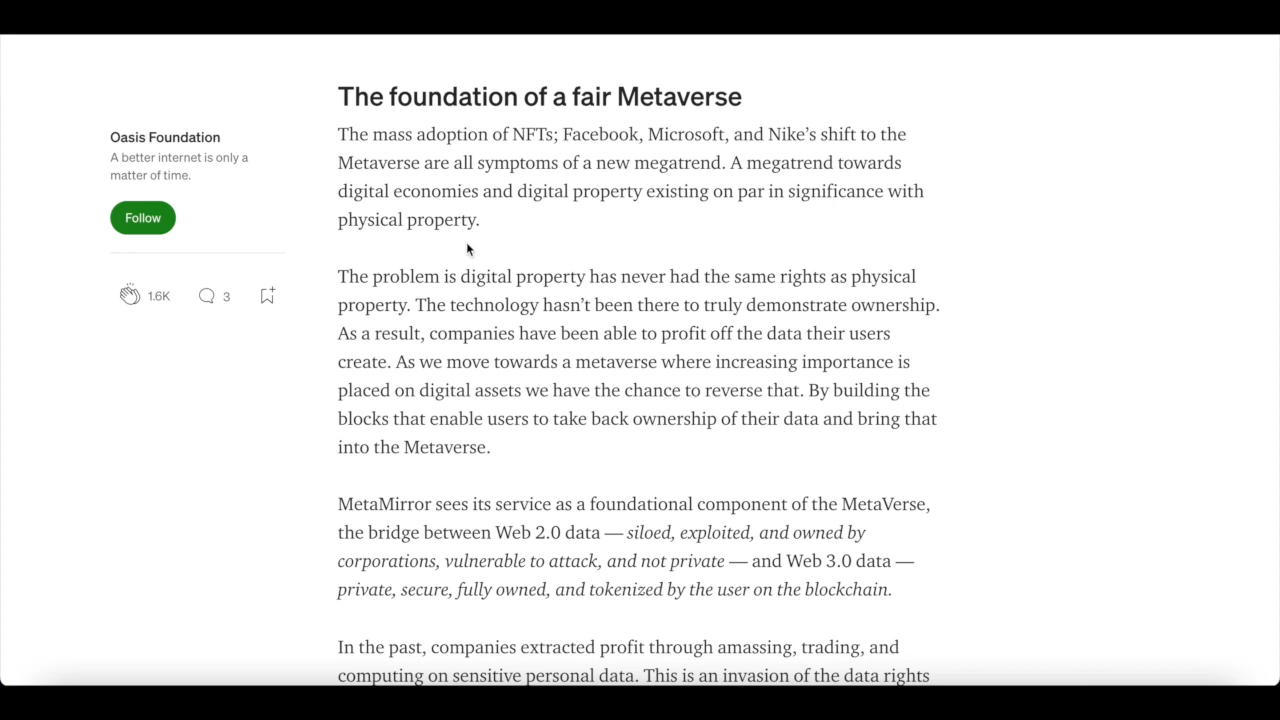 The foundation of a fair Metaverse
Oasis Foundation
A better internet is only a
matter of time.
Follow
1.6K
3
The mass adoption of NFTs; Facebook, Microsoft, and Nike’s shift to the
Metaverse are all symptoms of a new megatrend. A megatrend towards
digital economies and digital property existing on par in significance with
physical property.
The problem is digital property has never had the same rights as physical
property. The technology hasn’t been there to truly demonstrate ownership.
As a result, companies have been able to profit off the data their users
create. As we move towards a metaverse where increasing importance is
placed on digital assets we have the chance to reverse that. By building the
blocks that enable users to take back ownership of their data and bring that
into the Metaverse.
MetaMirror sees its service as a foundational component of the MetaVerse,
the bridge between Web 2.0 data — siloed, exploited, and owned by
corporations, vulnerable to attack, and not private — and Web 3.0 data —
private, secure, fully owned, and tokenized by the user on the blockchain.
In the past, companies extracted profit through amassing, trading, and
computing on sensitive personal data. This is an invasion of the data rights